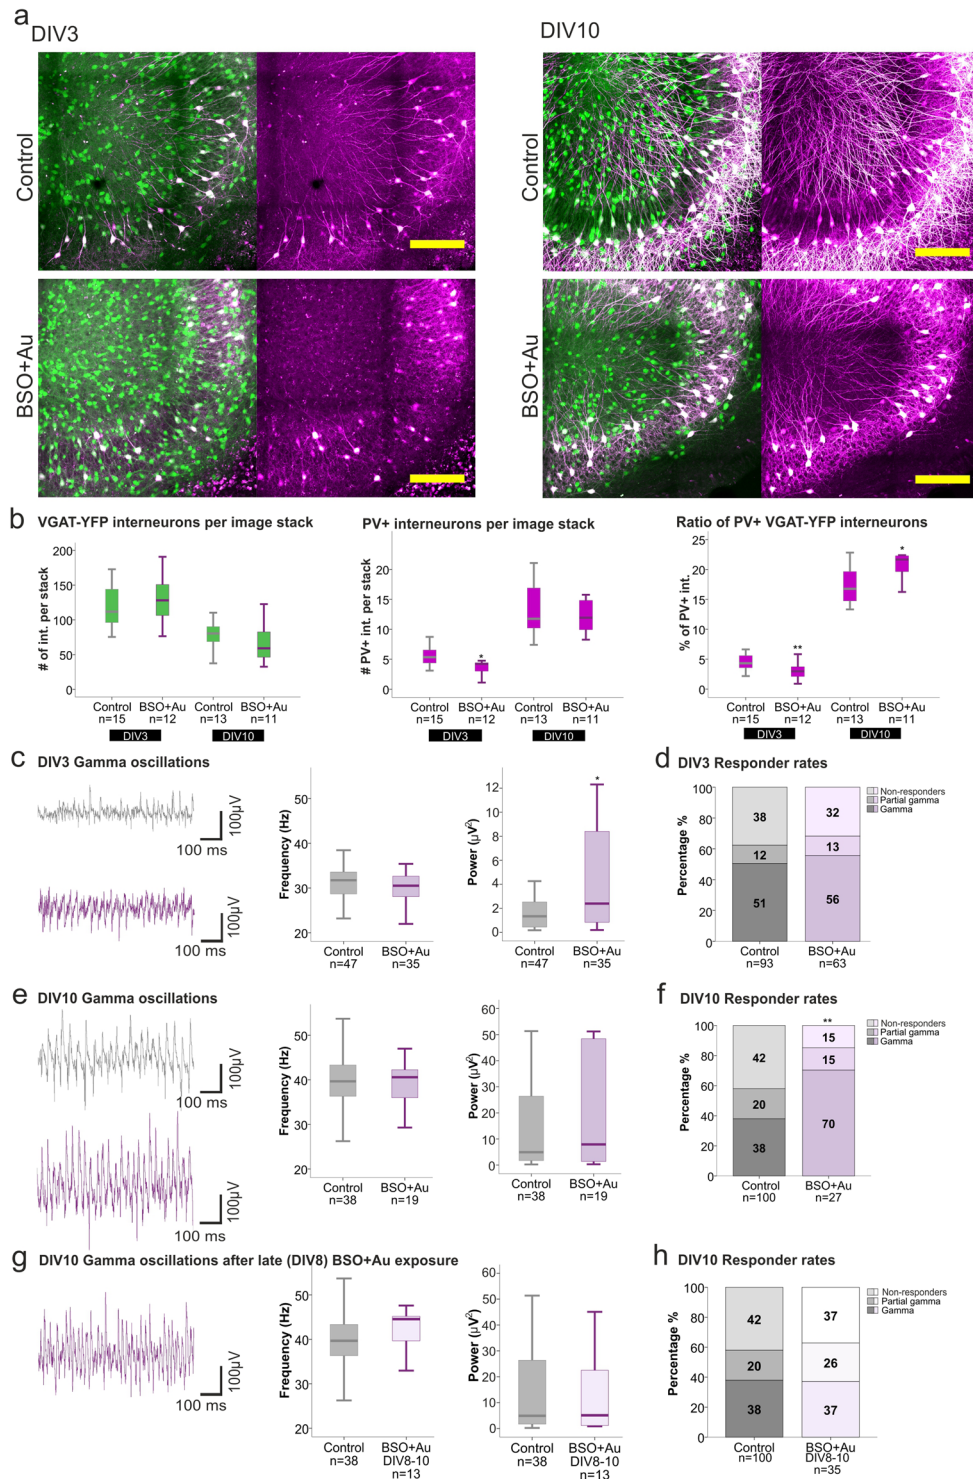 a
DIV3
DIV10
Control
Control
BSO+Au
BSO+Au
b
VGAT-YFP interneurons per image stack
# of int. per stack
200
150
100
50
0
Control
n=15
BSO+Au
n=12
Control
n=13
BSO+Au
n=11
DIV3
DIV10
PV+ interneurons per image stack
# PV+ int. per stack
20
15
10
5
0
*
Control
n=15
BSO+Au
n=12
Control
n=13
BSO+Au
n=11
DIV3
DIV10
Ratio of PV+ VGAT-YFP interneurons
% of PV+ int.
25
20
15
10
5
0
**
*
Control
n=15
BSO+Au
n=12
Control
n=13
BSO+Au
n=11
DIV3
DIV10
c
DIV3 Gamma oscillations
100µV
100 ms
100µV
100 ms
Frequency (Hz)
50
40
30
20
Control
n=47
BSO+Au
n=35
Power (µV²)
12
10
8
6
4
2
0
*
Control
n=47
BSO+Au
n=35
d
DIV3 Responder rates
Percentage %
100
80
60
40
20
0
38
12
51
32
13
56
Control
n=93
BSO+Au
n=63
Non-responders
Partial gamma
Gamma
e
DIV10 Gamma oscillations
100µV
100 ms
100µV
100 ms
Frequency (Hz)
50
40
30
20
Control
n=38
BSO+Au
n=19
Power (µV²)
60
50
40
30
20
10
0
Control
n=38
BSO+Au
n=19
f
DIV10 Responder rates
Percentage %
100
80
60
40
20
0
42
20
38
**
15
15
70
Control
n=100
BSO+Au
n=27
Non-responders
Partial gamma
Gamma
g
DIV10 Gamma oscillations after late (DIV8) BSO+Au exposure
100µV
100 ms
Frequency (Hz)
50
40
30
20
Control
n=38
BSO+Au
DIV8-10
n=13
Power (µV²)
60
50
40
30
20
10
0
Control
n=38
BSO+Au
DIV8-10
n=13
h
DIV10 Responder rates
Percentage %
100
80
60
40
20
0
42
20
38
37
26
37
Control
n=100
BSO+Au
DIV8-10
n=35
Non-responders
Partial gamma
Gamma